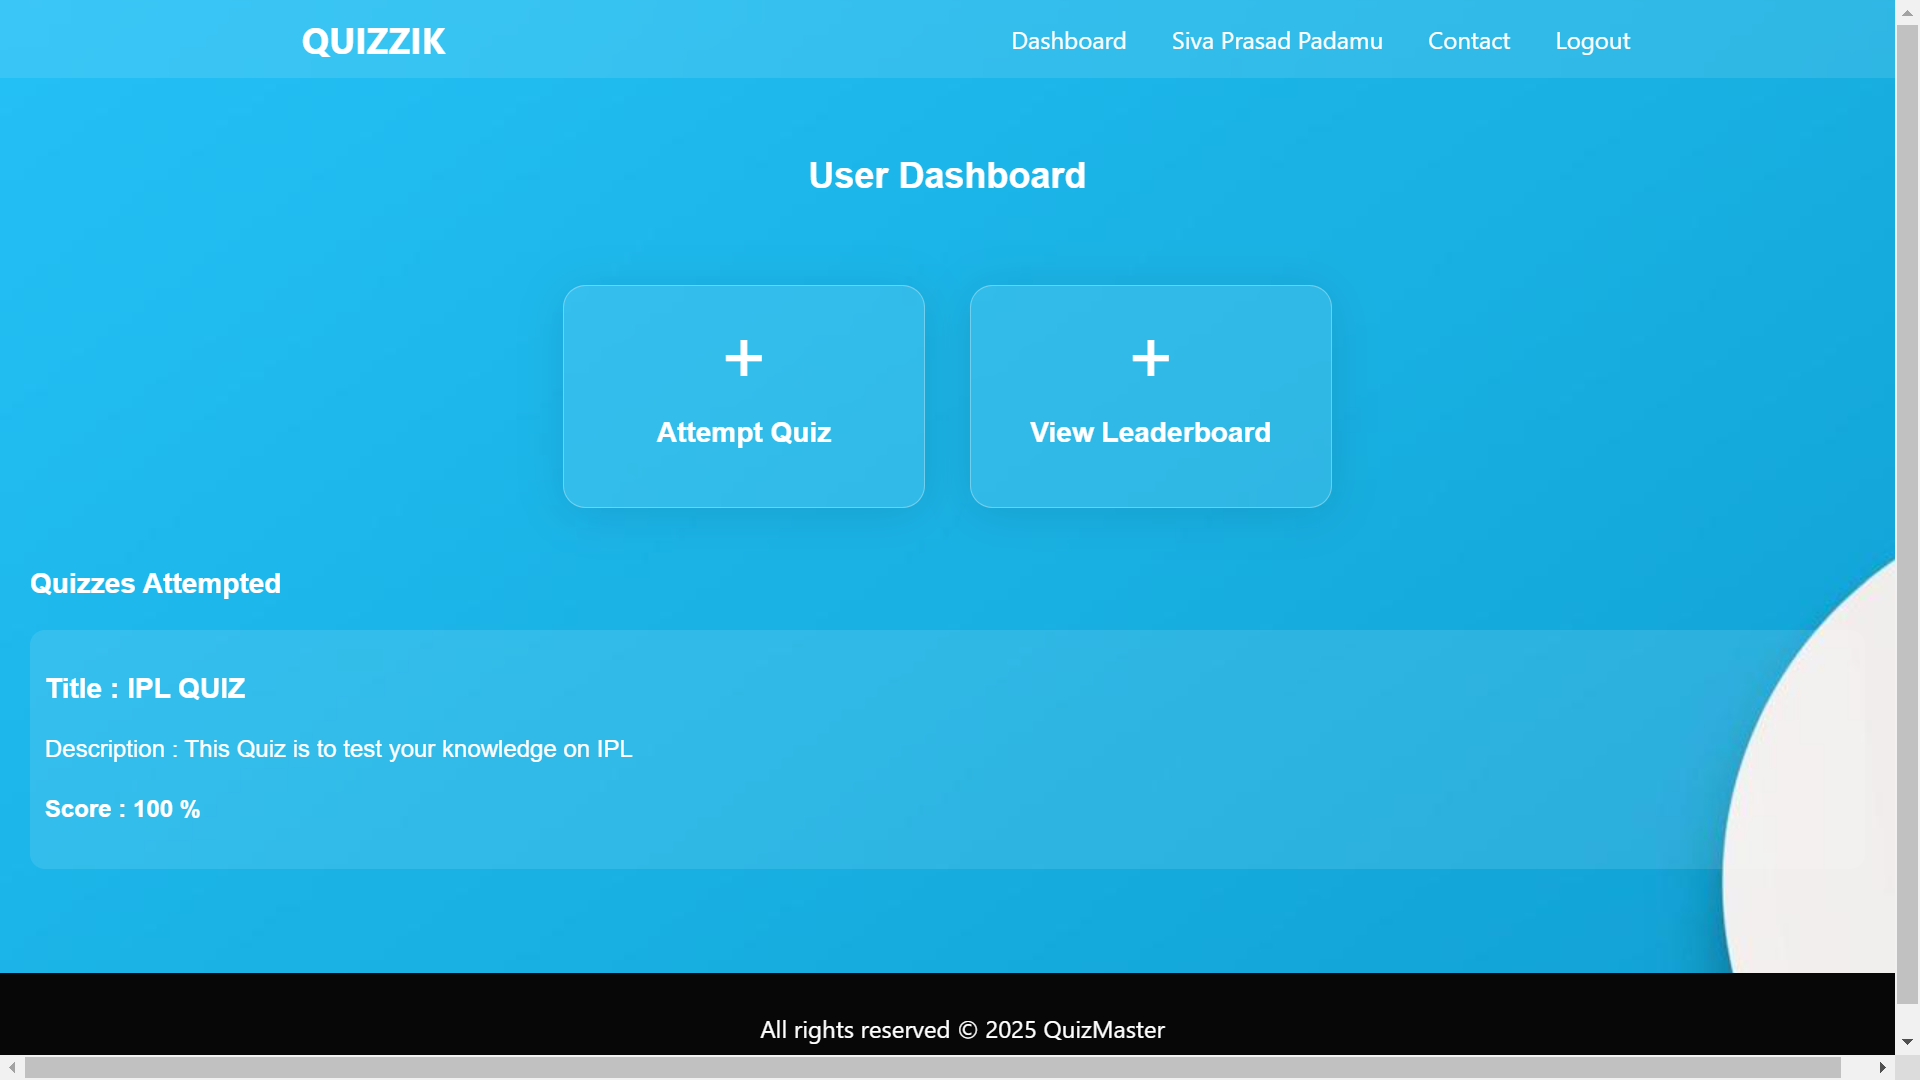 QUIZZIK
Dashboard Siva Prasad Padamu Contact Logout
User Dashboard
+ +
Attempt Quiz View Leaderboard
Quizzes Attempted
Title : IPL QUIZ
Description : This Quiz is to test your knowledge on IPL
Score : 100 %
All rights reserved © 2025 QuizMaster